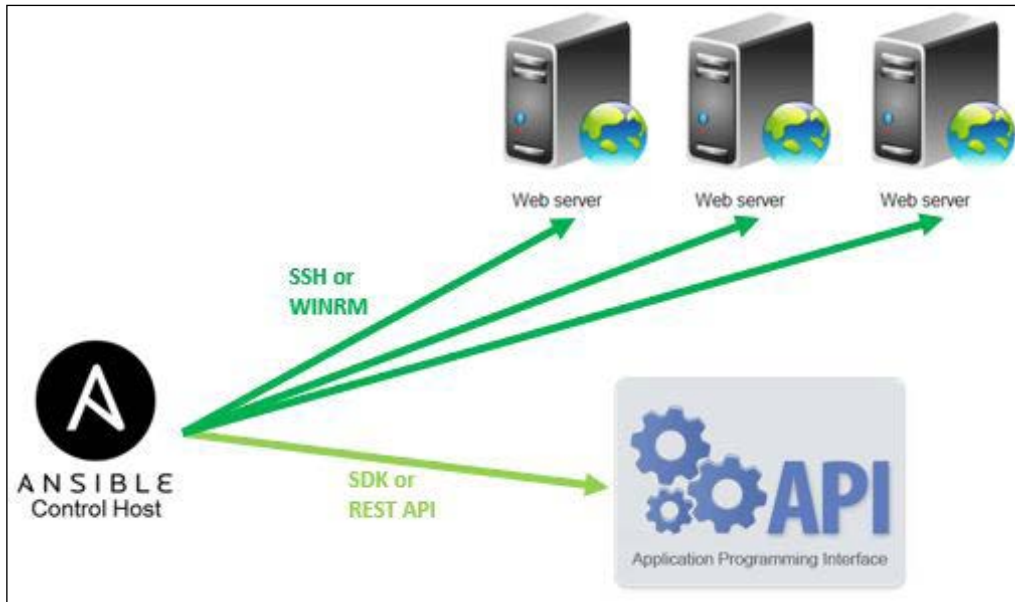 Web server
Web server
Web server
SSH or
WINRM
ANSIBLE
Control Host
SDK or
REST API
API
Application Programming Interface